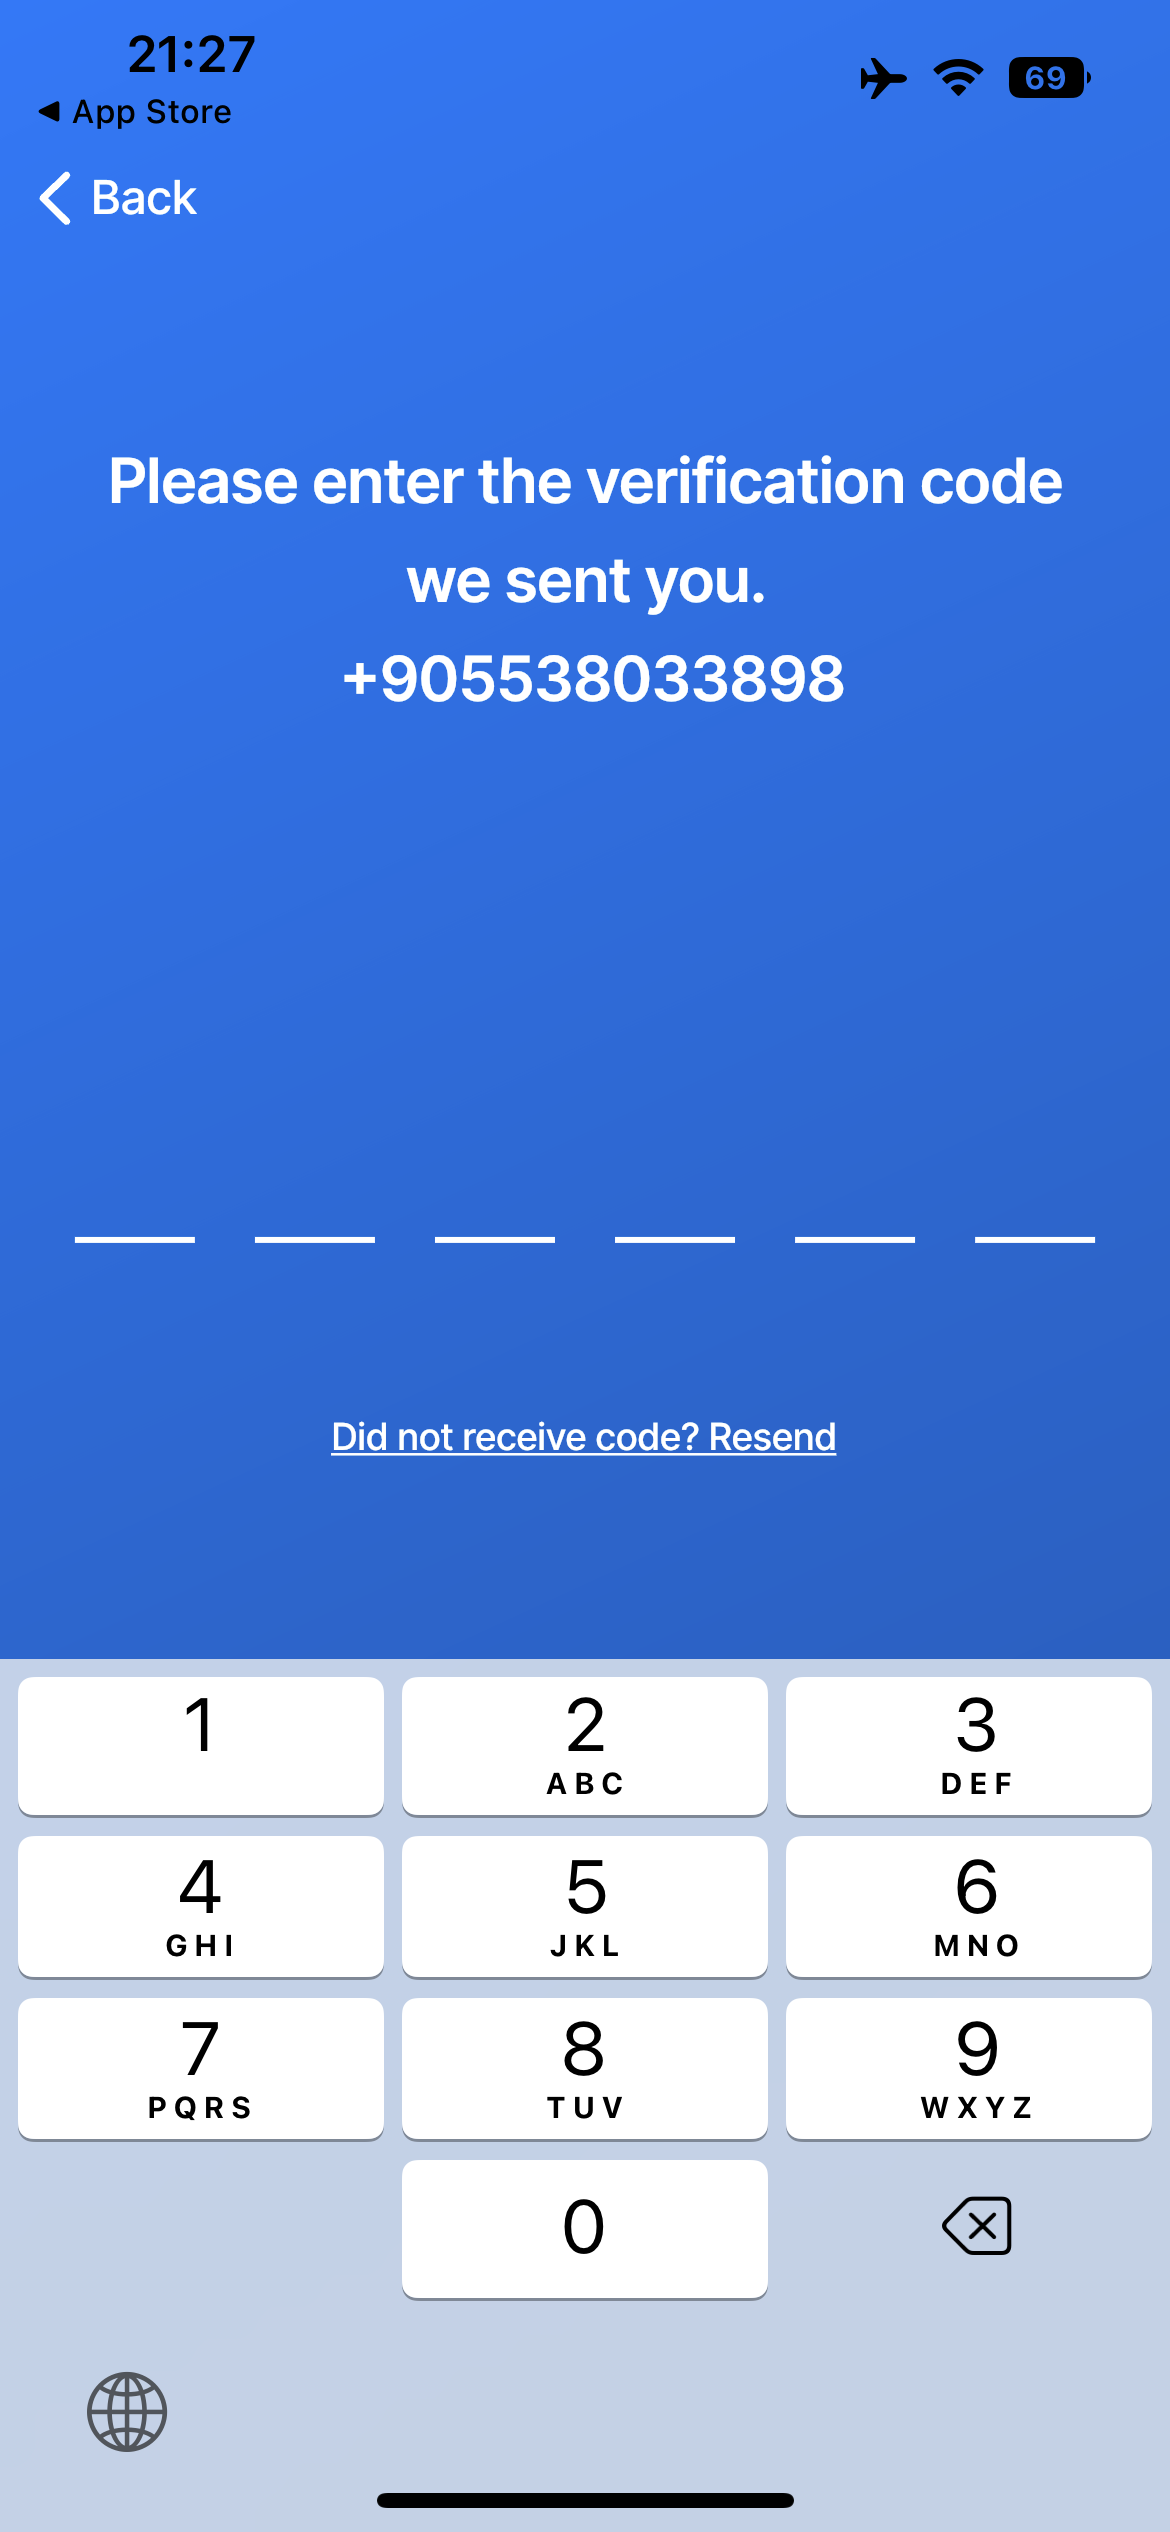 21:27
69
◀ App Store
Back
Please enter the verification code
we sent you.
+905538033898
Did not receive code? Resend
1
2
ABC
3
DEF
4
GHI
5
JKL
6
MNO
7
PQRS
8
TUV
9
WXYZ
0